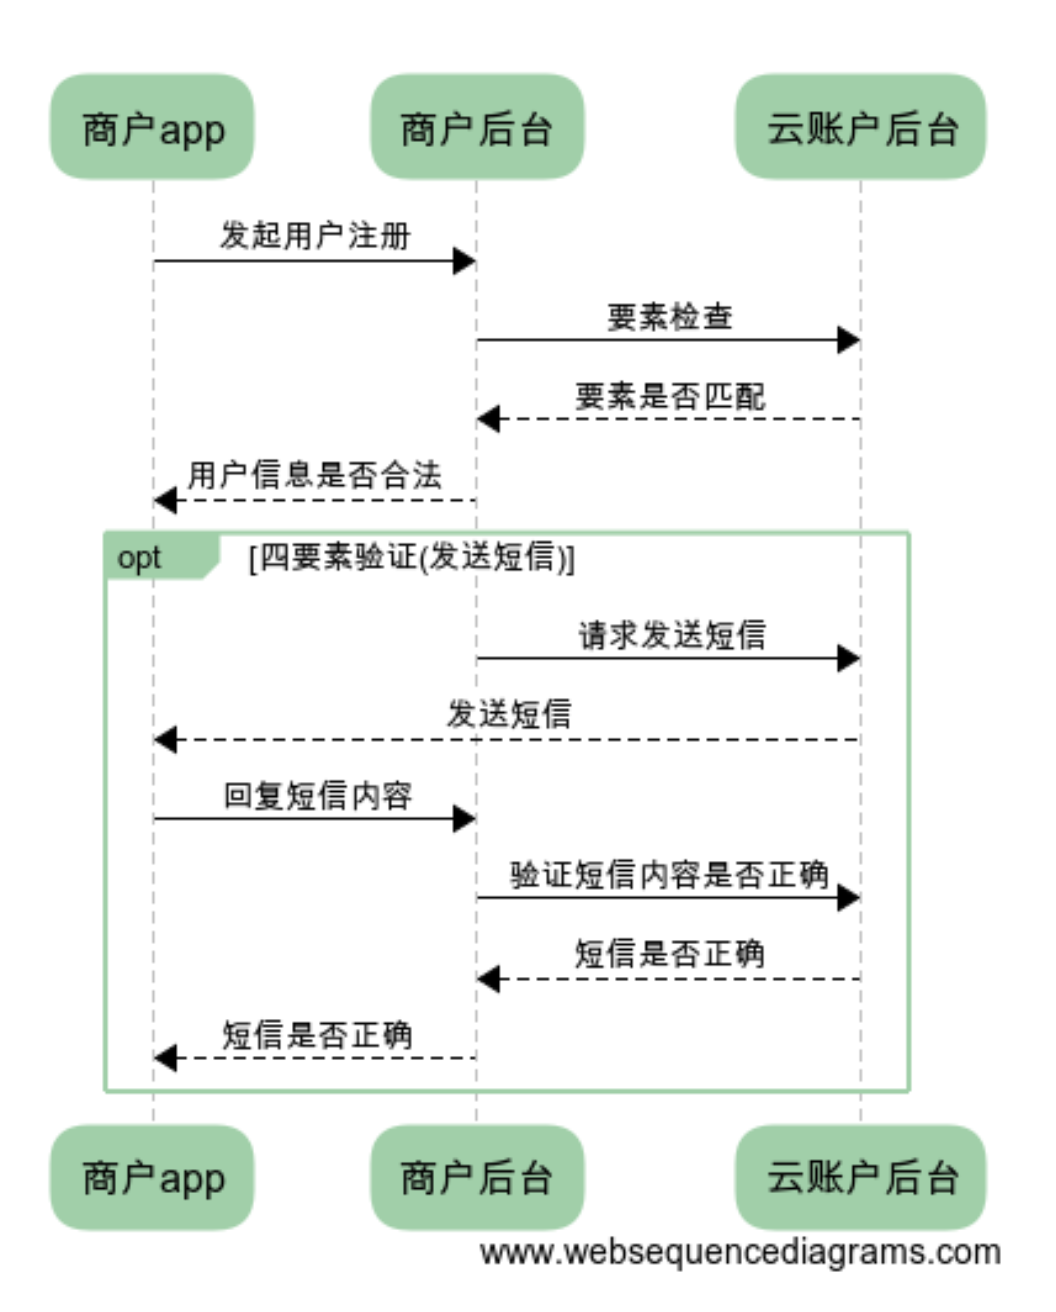 商户app
商户后台
云账户后台
发起用户注册
要素检查
要素是否匹配
用户信息是否合法
opt
[四要素验证(发送短信)]
请求发送短信
发送短信
回复短信内容
验证短信内容是否正确
短信是否正确
短信是否正确
商户app
商户后台
云账户后台
www.websequencediagrams.com